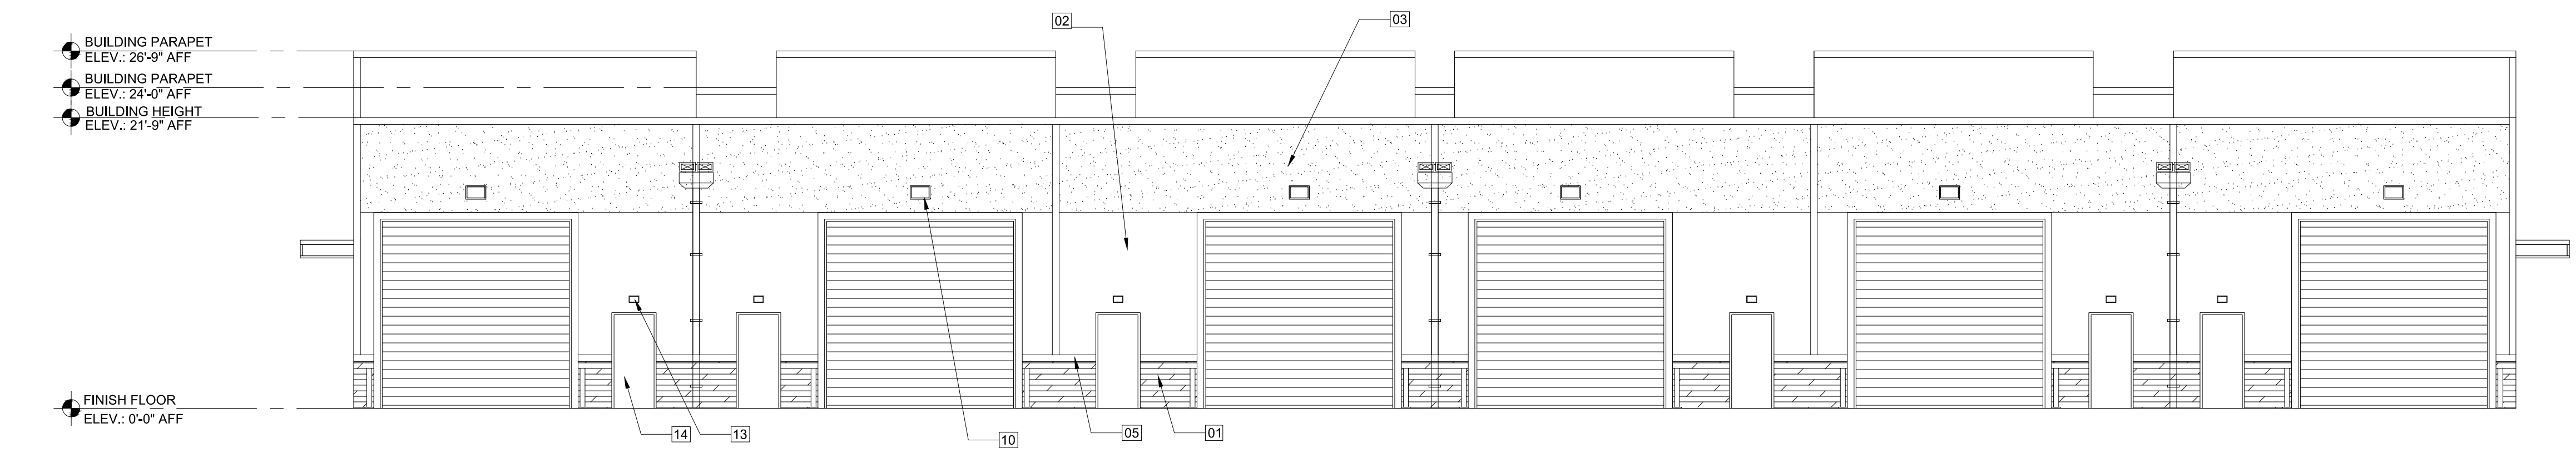 02
03
BUILDING PARAPET
ELEV.: 26'-9" AFF
BUILDING PARAPET
ELEV.: 24'-0" AFF
BUILDING HEIGHT
ELEV.: 21'-9" AFF
FINISH FLOOR
ELEV.: 0'-0" AFF
14
13
10
05
01